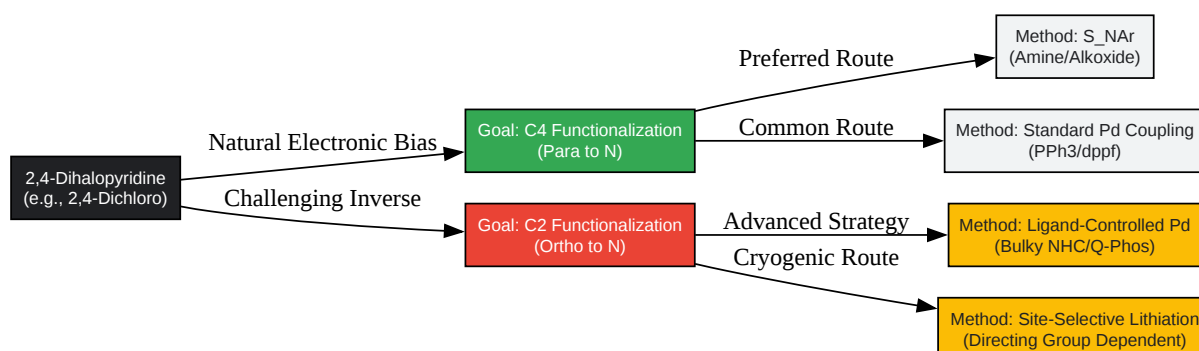 2,4-Dihalopyridine
(e.g., 2,4-Dichloro)
Natural Electronic Bias
Challenging Inverse
Goal: C4 Functionalization
(Para to N)
Goal: C2 Functionalization
(Ortho to N)
Preferred Route
Common Route
Advanced Strategy
Cryogenic Route
Method: S_NAr
(Amine/Alkoxide)
Method: Standard Pd Coupling
(PPh3/dppf)
Method: Ligand-Controlled Pd
(Bulky NHC/Q-Phos)
Method: Site-Selective Lithiation
(Directing Group Dependent)